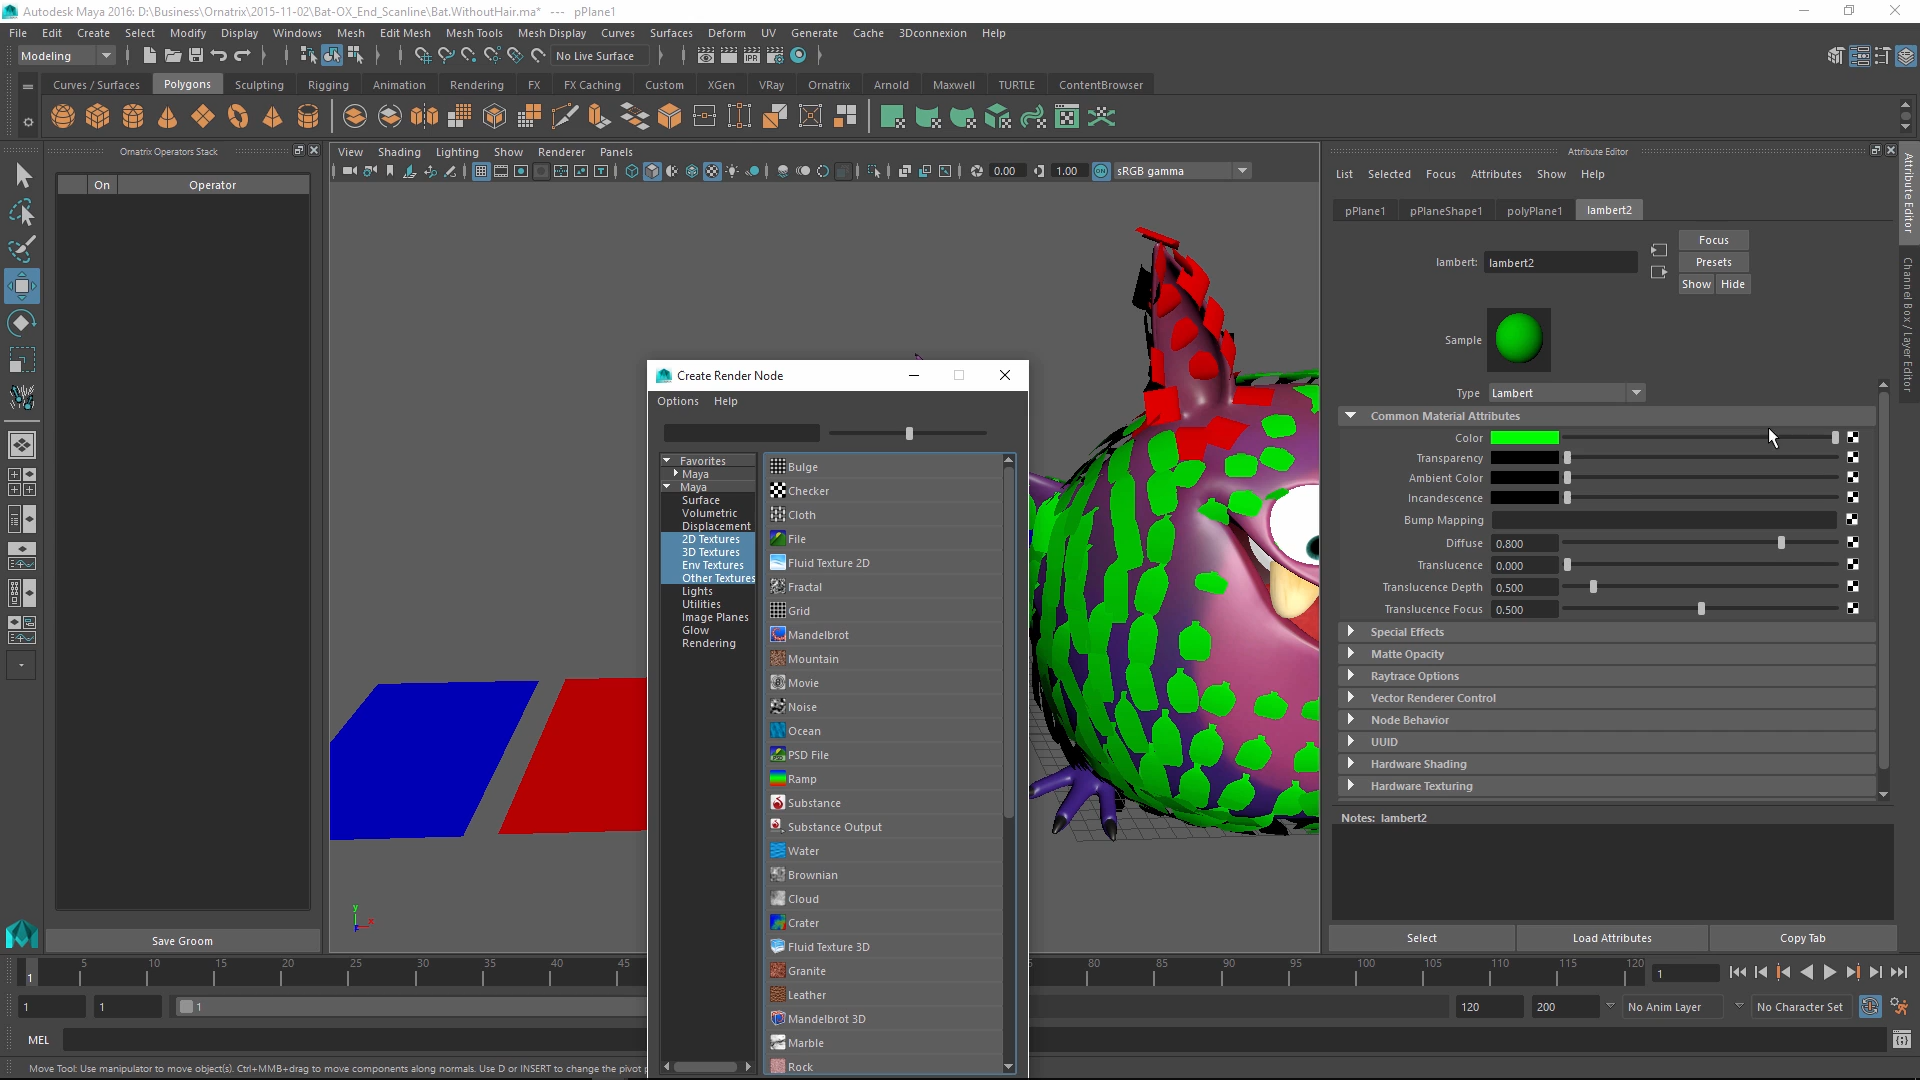 Autodesk Maya 2016: D:\Business\Ornatrix\2015-11-02\Bat-OX_End_Scanline\Bat.WithoutHair.ma* --- pPlane1
File Edit Create Select Modify Display Windows Mesh Edit Mesh Mesh Tools Mesh Display Curves Surfaces Deform UV Generate Cache 3Dconnexion Help
Modeling No Live Surface
Curves / Surfaces Polygons Sculpting Rigging Animation Rendering FX FX Caching Custom XGen VRay Ornatrix Arnold Maxwell TURTLE ContentBrowser
Ornatrix Operators Stack
On Operator
Save Groom
View Shading Lighting Show Renderer Panels
0.00 1.00 ON sRGB gamma
Create Render Node
Options Help
Favorites
Maya
Maya
Surface
Volumetric
Displacement
2D Textures
3D Textures
Env Textures
Other Textures
Lights
Utilities
Image Planes
Glow
Rendering
Bulge
Checker
Cloth
File
Fluid Texture 2D
Fractal
Grid
Mandelbrot
Mountain
Movie
Noise
Ocean
PSD File
Ramp
Substance
Substance Output
Water
Brownian
Cloud
Crater
Fluid Texture 3D
Granite
Leather
Mandelbrot 3D
Marble
Rock
y
x
Attribute Editor
List Selected Focus Attributes Show Help
pPlane1 pPlaneShape1 polyPlane1 lambert2
lambert: lambert2
Focus
Presets
Show Hide
Sample
Type Lambert
Common Material Attributes
Color
Transparency
Ambient Color
Incandescence
Bump Mapping
Diffuse 0.800
Translucence 0.000
Translucence Depth 0.500
Translucence Focus 0.500
Special Effects
Matte Opacity
Raytrace Options
Vector Renderer Control
Node Behavior
UUID
Hardware Shading
Hardware Texturing
Notes: lambert2
Select Load Attributes Copy Tab
Attribute Editor
Channel Box / Layer Editor
1 5 10 15 20 25 30 35 40 45 80 85 90 95 100 105 110 115 120 1
1 1 1 120 200 No Anim Layer No Character Set
MEL
Move Tool: Use manipulator to move object(s). Ctrl+MMB+drag to move components along normals. Use D or INSERT to change the pivot